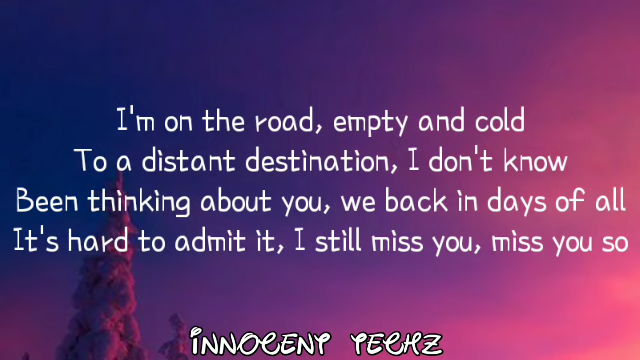 I'm on the road, empty and cold
To a distant destination, I don't know
Been thinking about you, we back in days of all
It's hard to admit it, I still miss you, miss you so
INNOCENT TECHZ